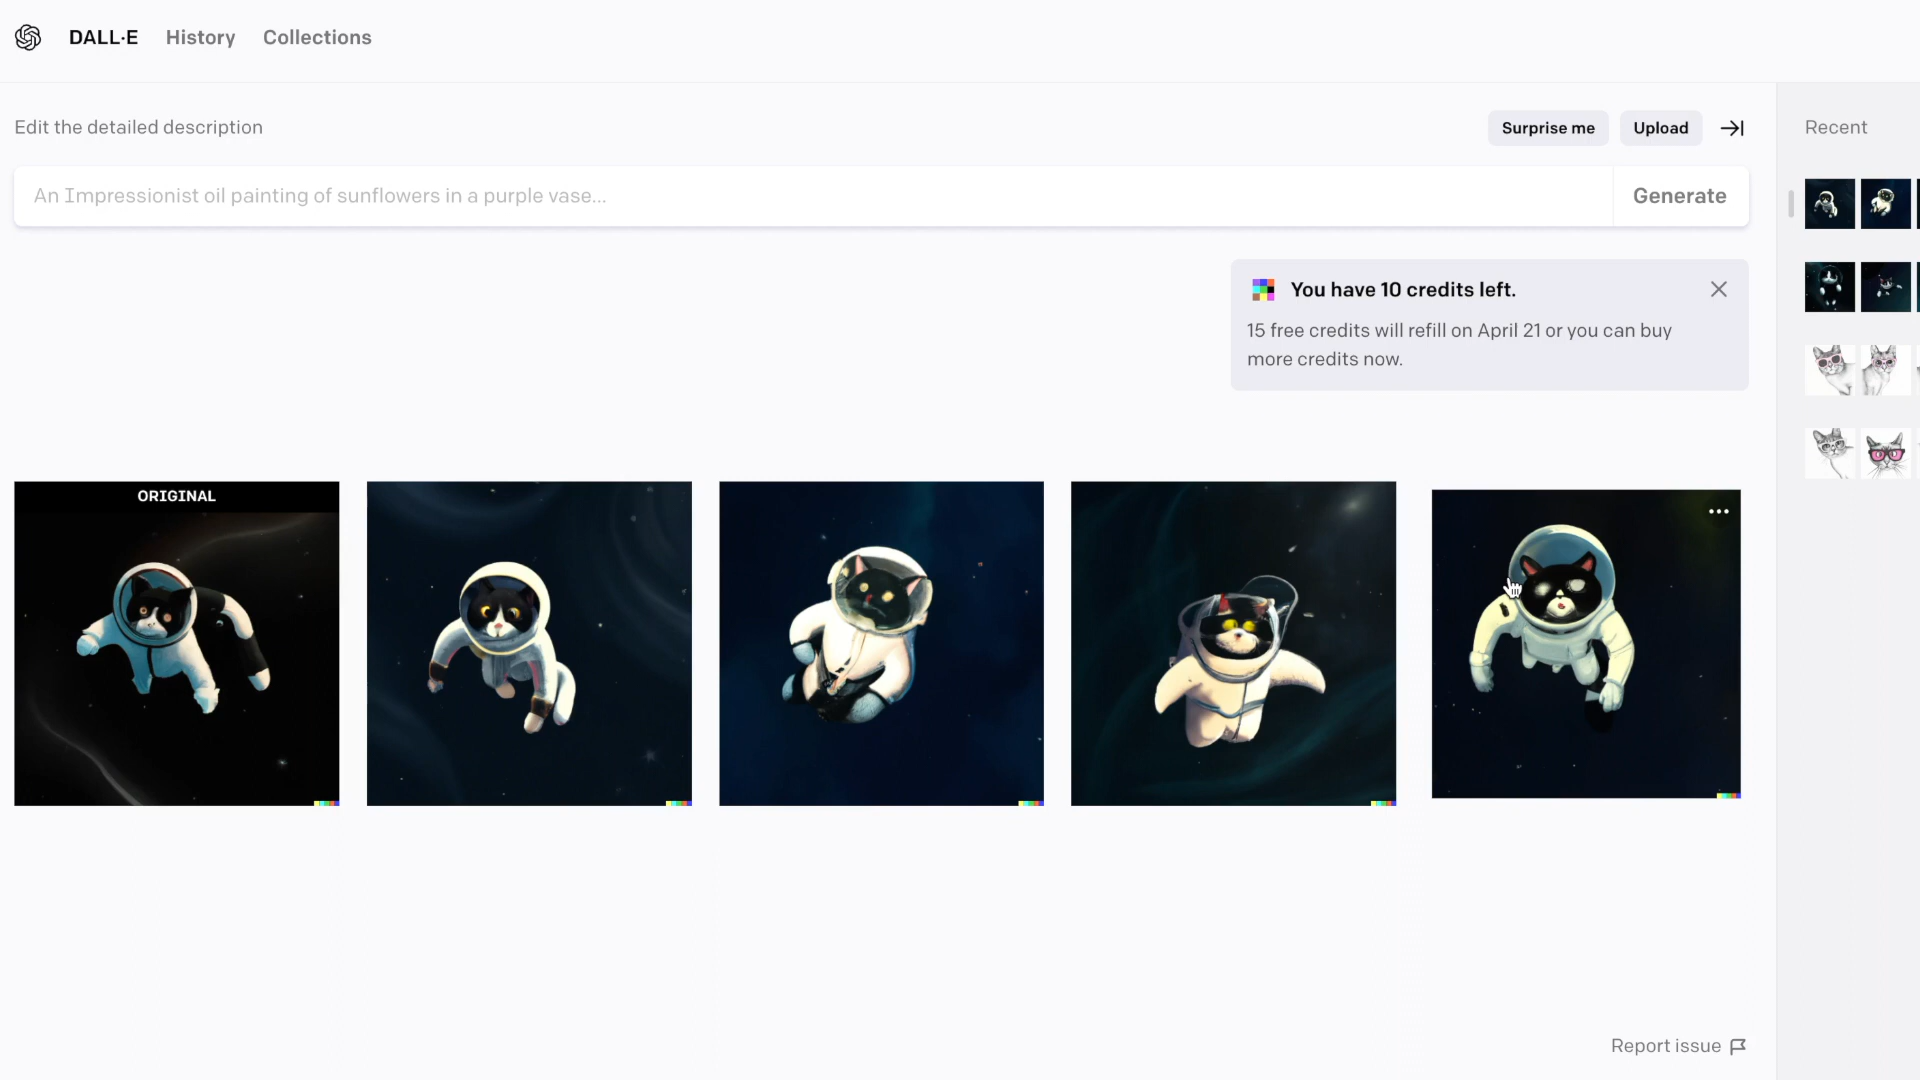 DALL·E
History
Collections
Edit the detailed description
Surprise me
Upload
Recent
An Impressionist oil painting of sunflowers in a purple vase...
Generate
You have 10 credits left.
15 free credits will refill on April 21 or you can buy
more credits now.
ORIGINAL
Report issue